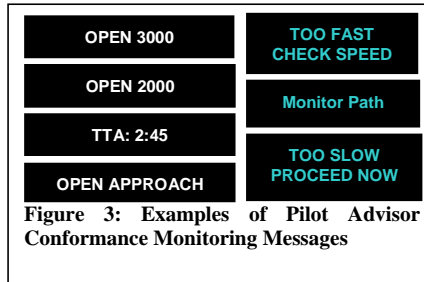 OPEN 3000
OPEN 2000
TTA: 2:45
OPEN APPROACH
TOO FAST
CHECK SPEED
Monitor Path
TOO SLOW
PROCEED NOW
Figure 3: Examples of Pilot Advisor
Conformance Monitoring Messages